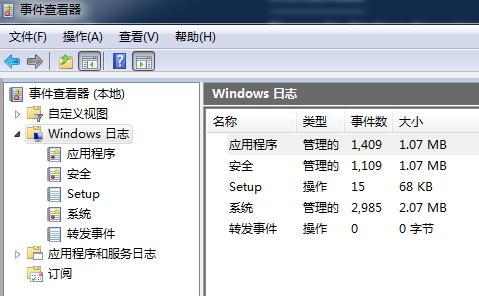 事件查看器
文件(F) 操作(A) 查看(V) 帮助(H)
事件查看器 (本地)
自定义视图
Windows 日志
应用程序
安全
Setup
系统
转发事件
应用程序和服务日志
订阅
Windows 日志
名称 类型 事件数 大小
应用程序 管理的 1,409 1.07 MB
安全 管理的 1,109 1.07 MB
Setup 操作 15 68 KB
系统 管理的 2,985 2.07 MB
转发事件 操作 0 0 字节